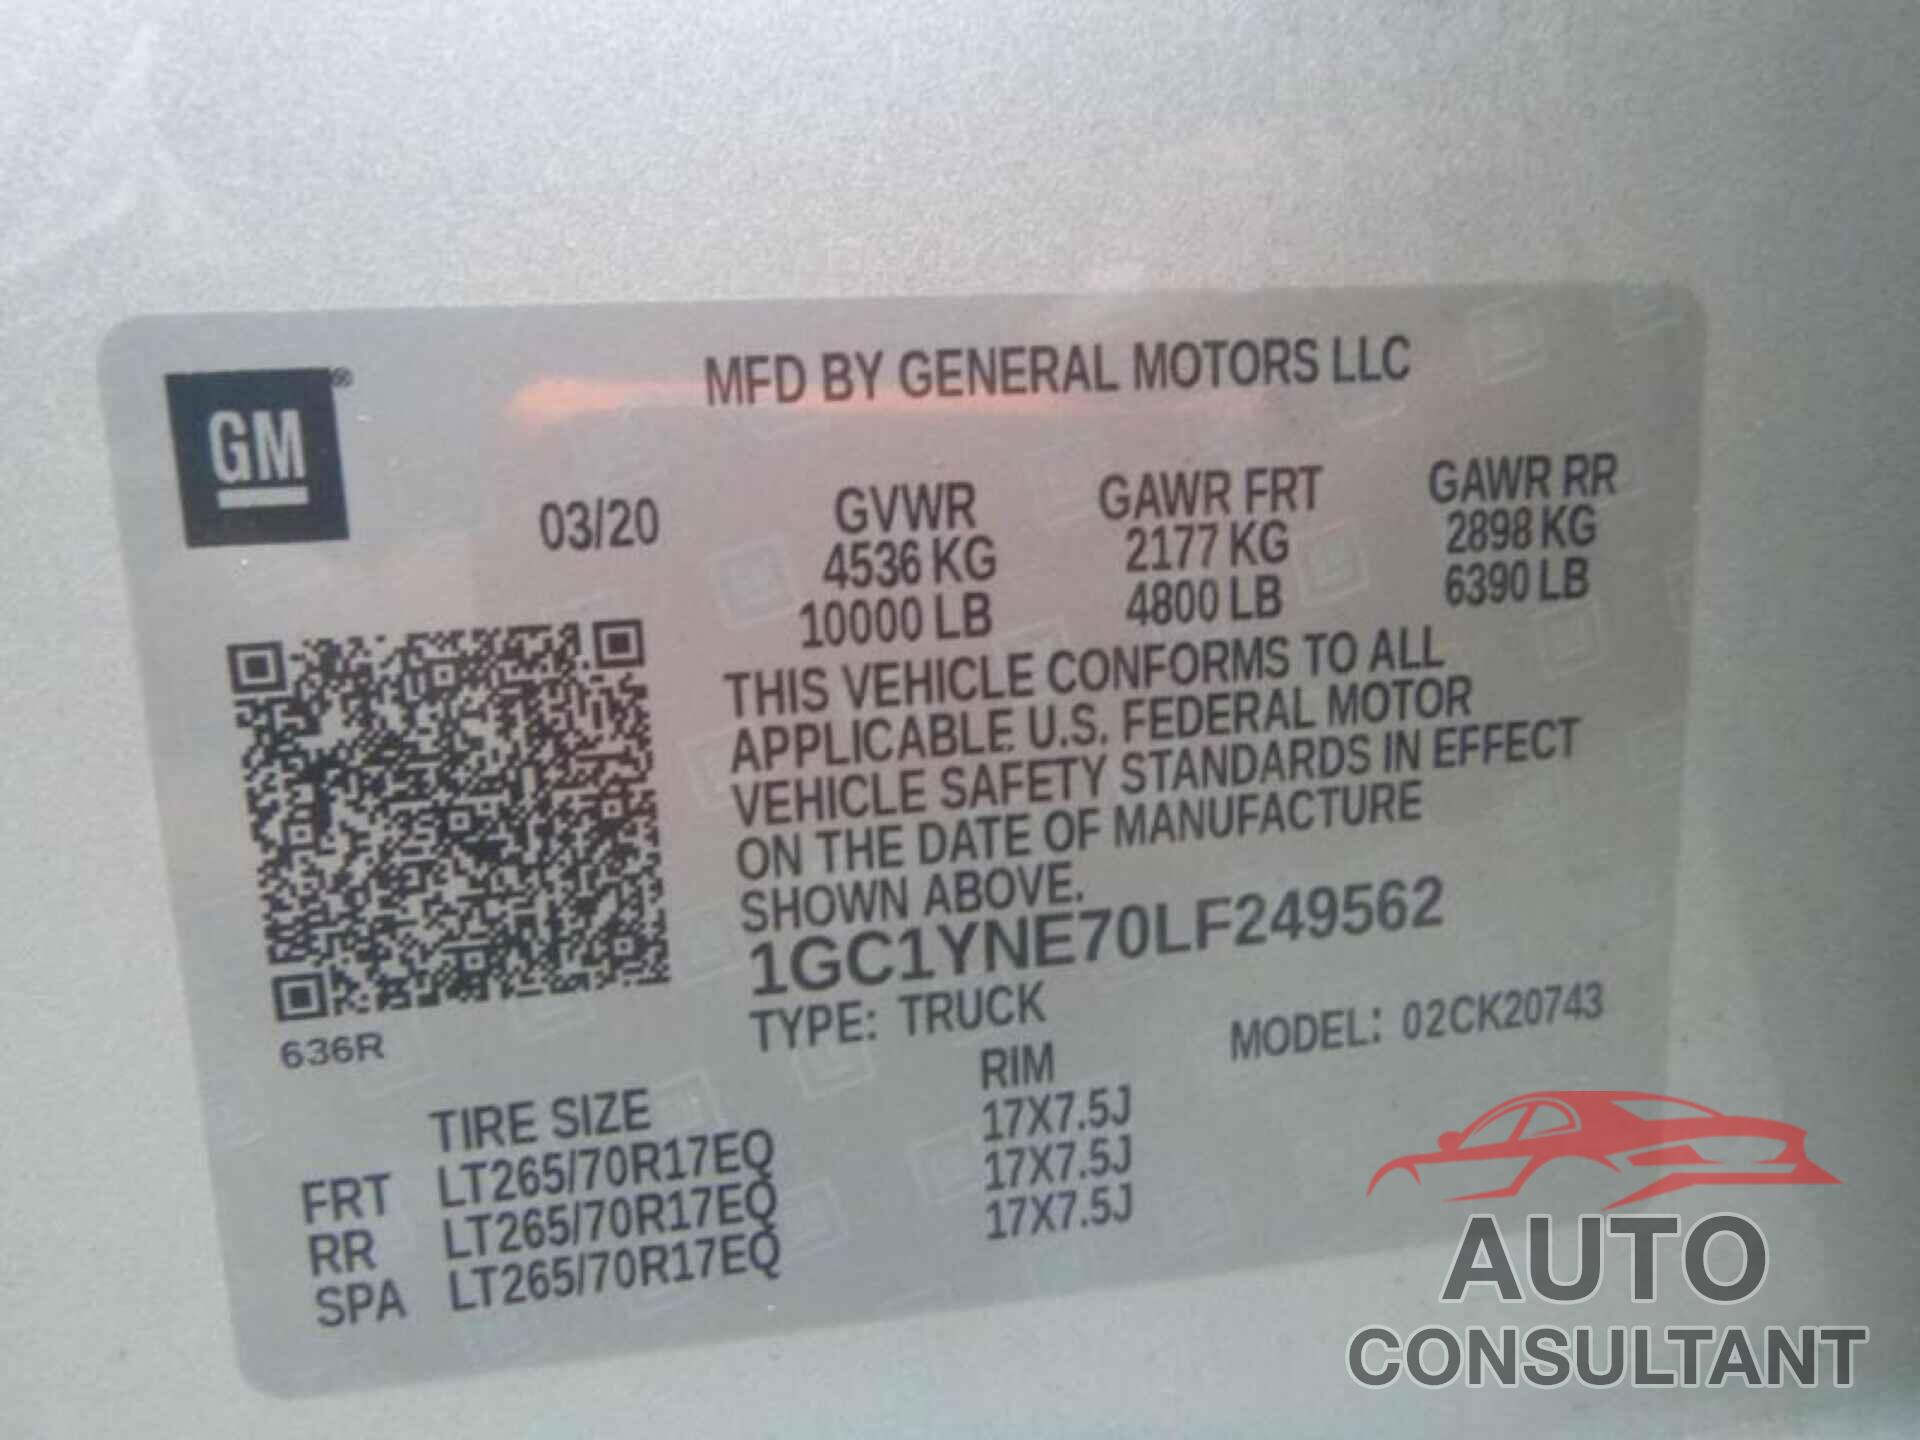 MFD BY GENERAL MOTORS LLC
GM®
03/20 GVWR GAWR FRT GAWR RR
4536 KG 2177 KG 2898 KG
10000 LB 4800 LB 6390 LB
THIS VEHICLE CONFORMS TO ALL
APPLICABLE U.S. FEDERAL MOTOR
VEHICLE SAFETY STANDARDS IN EFFECT
ON THE DATE OF MANUFACTURE
SHOWN ABOVE.
1GC1YNE70LF249562
TYPE: TRUCK MODEL: 02CK20743
636R
TIRE SIZE RIM
FRT LT265/70R17EQ 17X7.5J
RR LT265/70R17EQ 17X7.5J
SPA LT265/70R17EQ 17X7.5J
AUTO
CONSULTANT